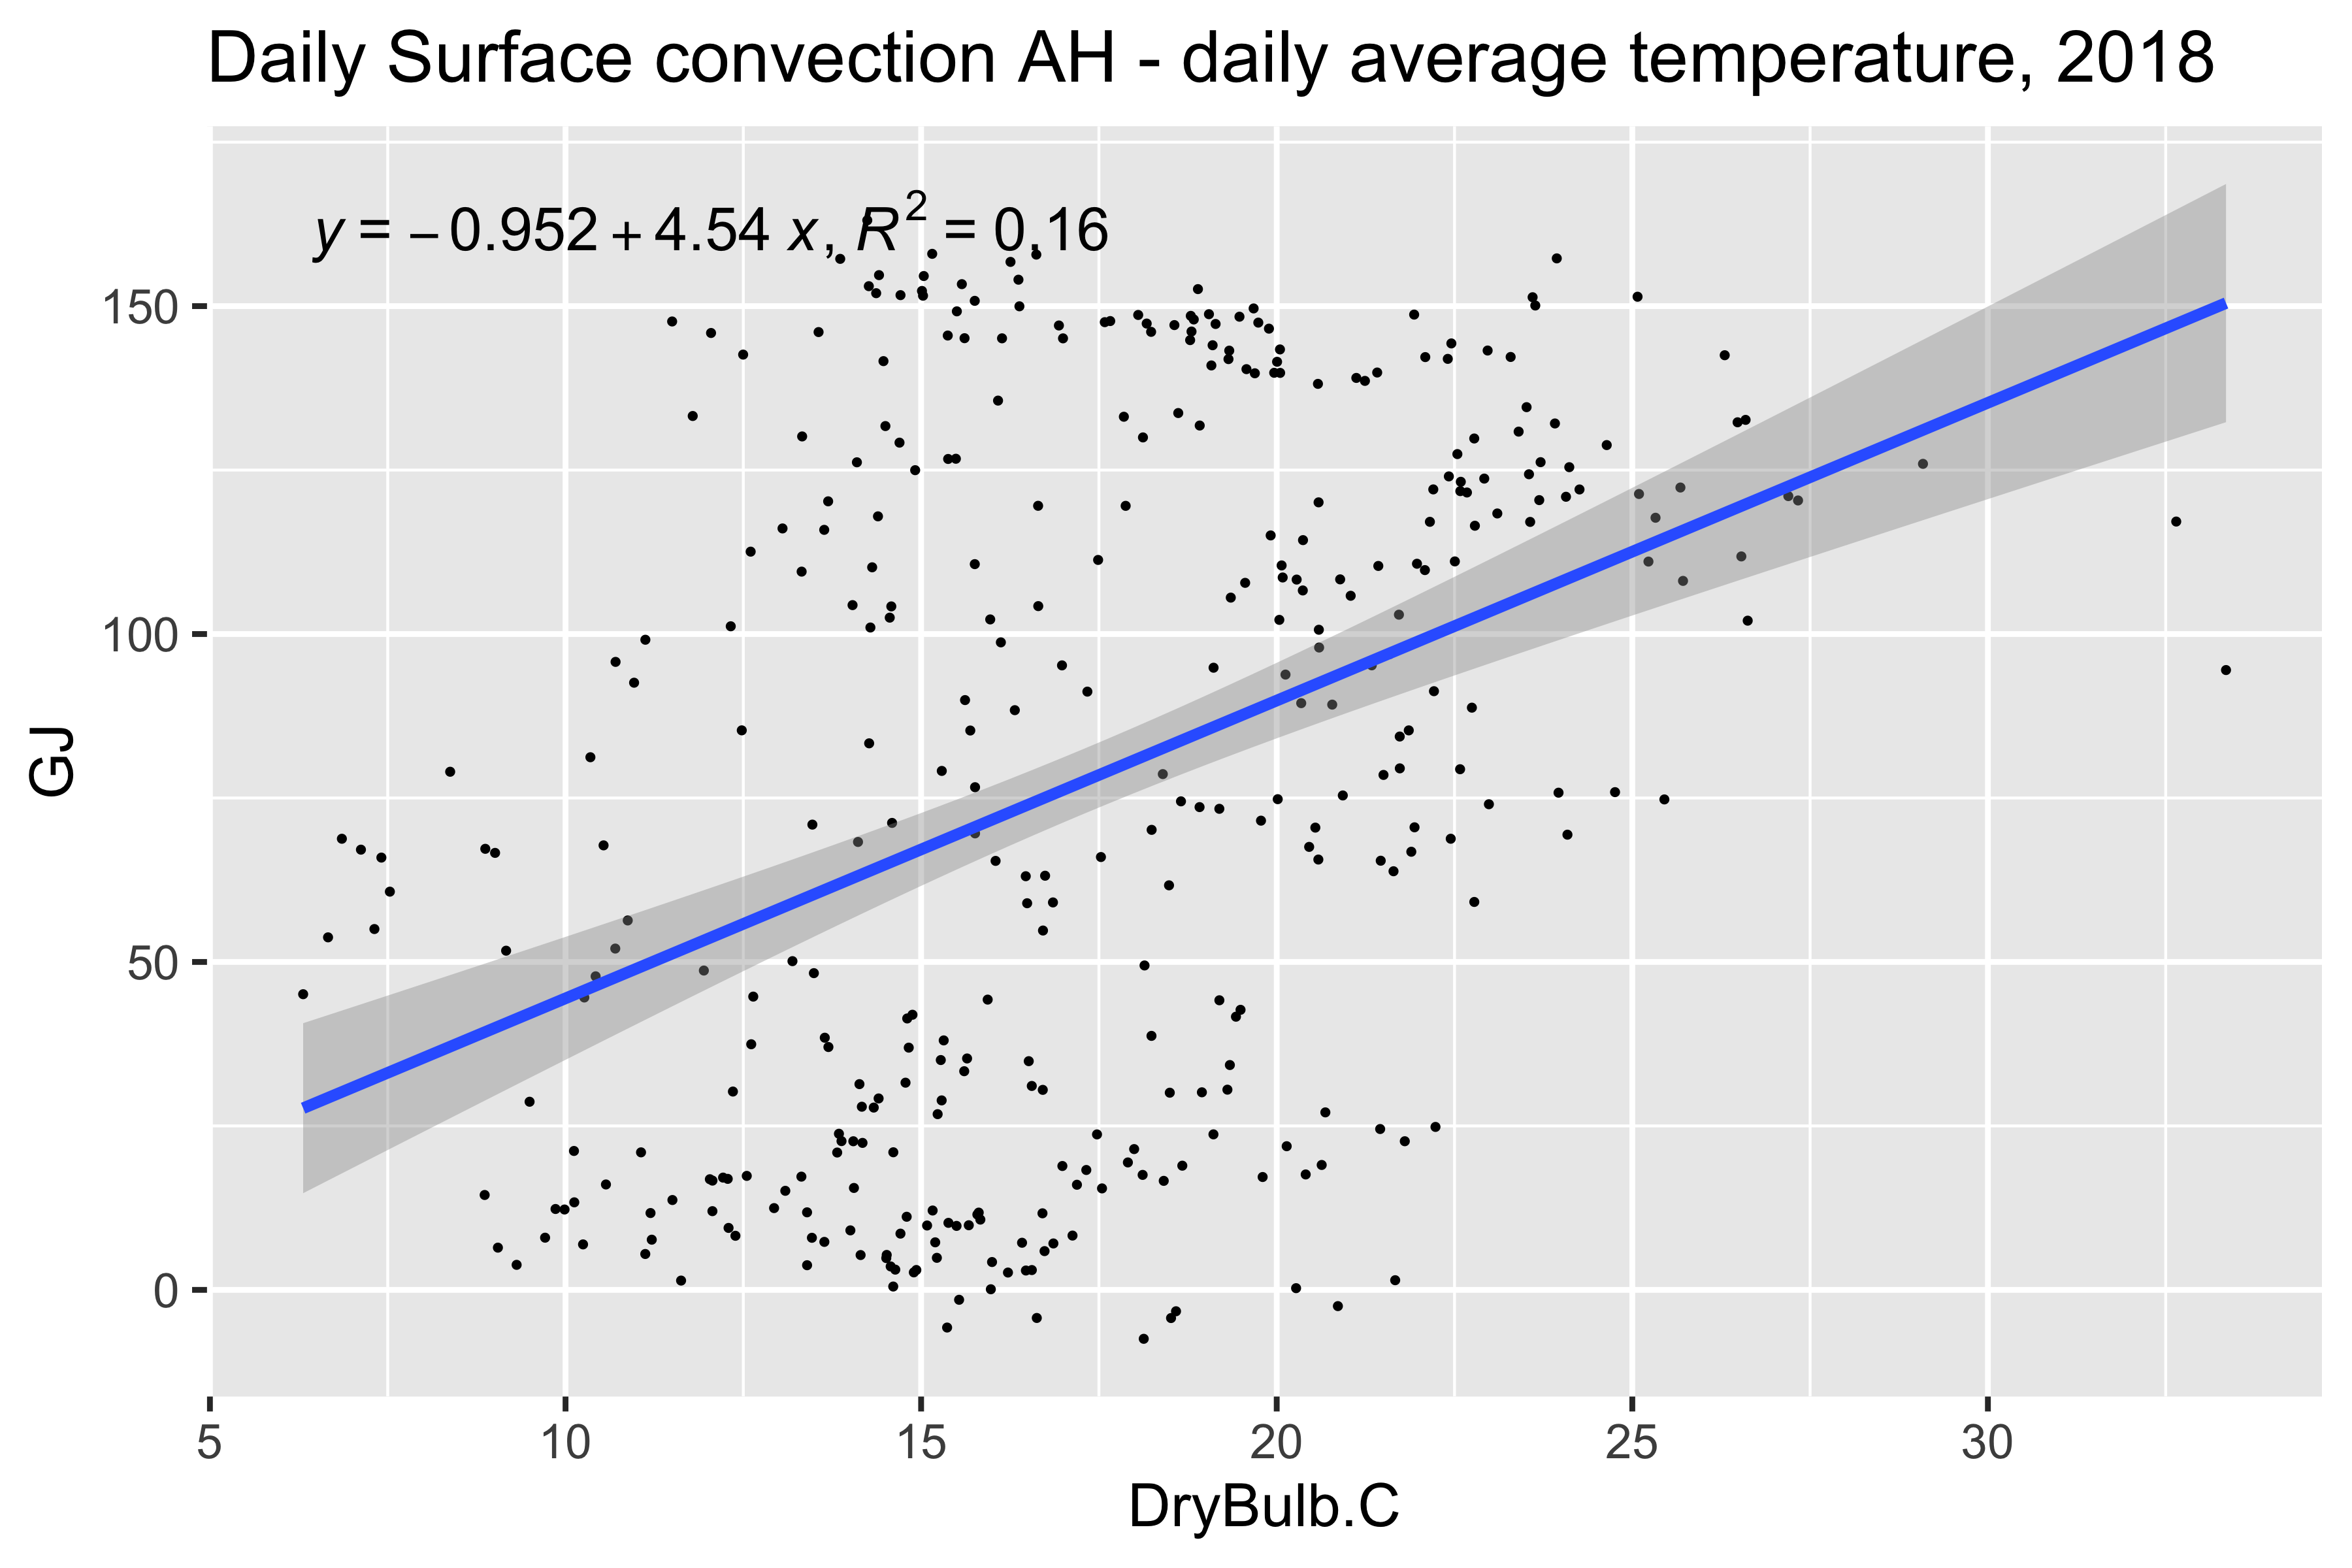 Daily Surface convection AH - daily average temperature, 2018
y = − 0.952 + 4.54 x, R² = 0.16
150
100
50
0
GJ
5 10 15 20 25 30
DryBulb.C